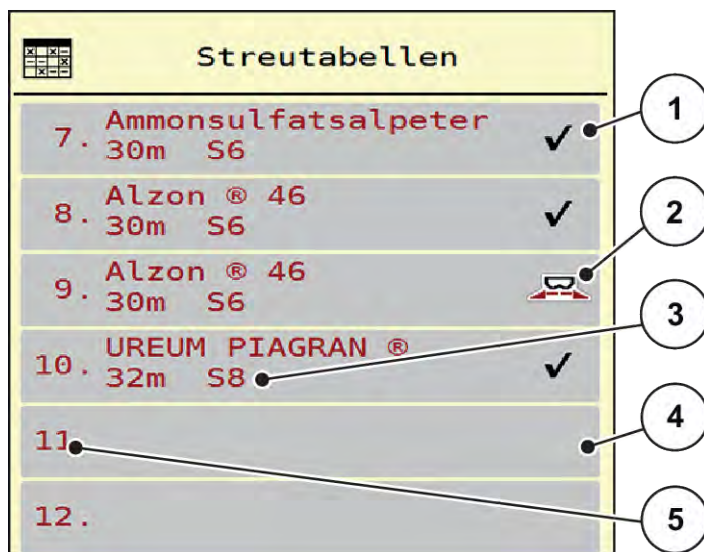 Streutabellen
7. Ammonsulfatsalpeter
30m S6
8. Alzon ® 46
30m S6
9. Alzon ® 46
30m S6
10. UREUM PIAGRAN ®
32m S8
11.
12.
1
2
3
4
5